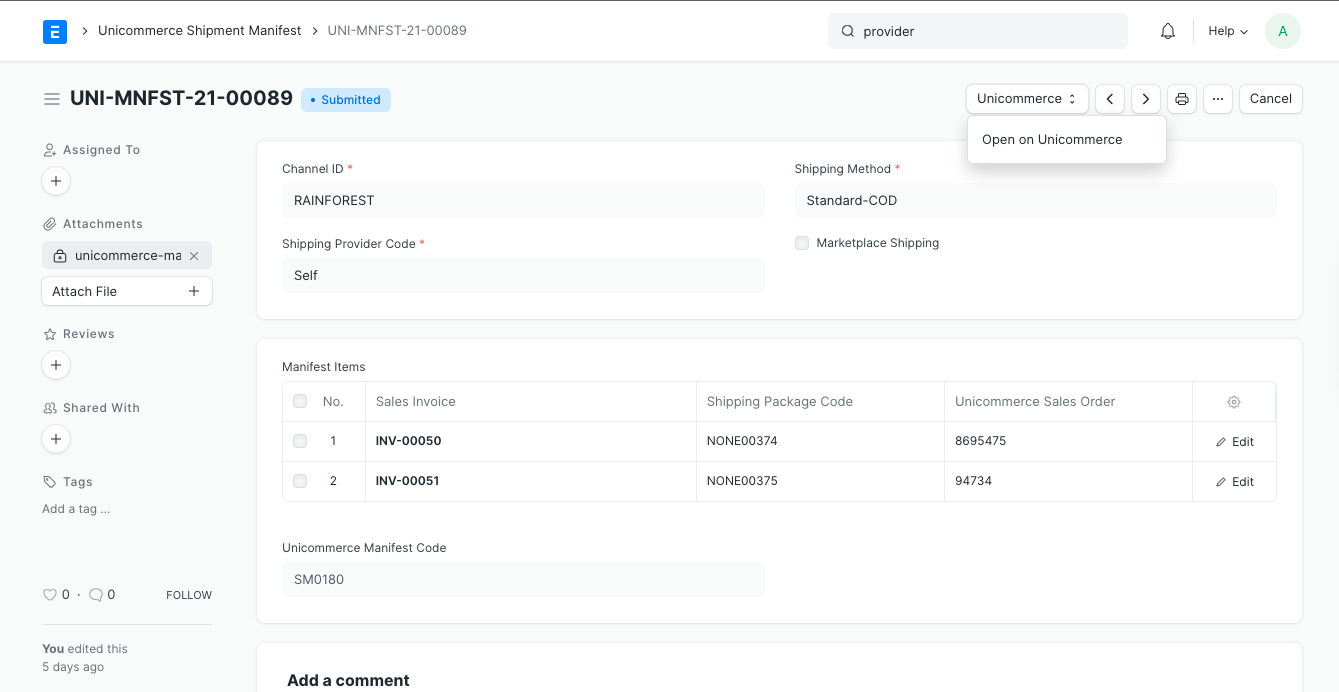 E
Unicommerce Shipment Manifest
UNI-MNFST-21-00089
provider
Help
A
UNI-MNFST-21-00089
Submitted
Unicommerce
Cancel
Open on Unicommerce
Assigned To
Attachments
unicommerce-ma
Attach File
Reviews
Shared With
Tags
Add a tag ...
0 · 0
FOLLOW
You edited this
5 days ago
Channel ID *
RAINFOREST
Shipping Method *
Standard-COD
Shipping Provider Code *
Self
Marketplace Shipping
Manifest Items
No. Sales Invoice Shipping Package Code Unicommerce Sales Order
1 INV-00050 NONE00374 8695475 Edit
2 INV-00051 NONE00375 94734 Edit
Unicommerce Manifest Code
SM0180
Add a comment